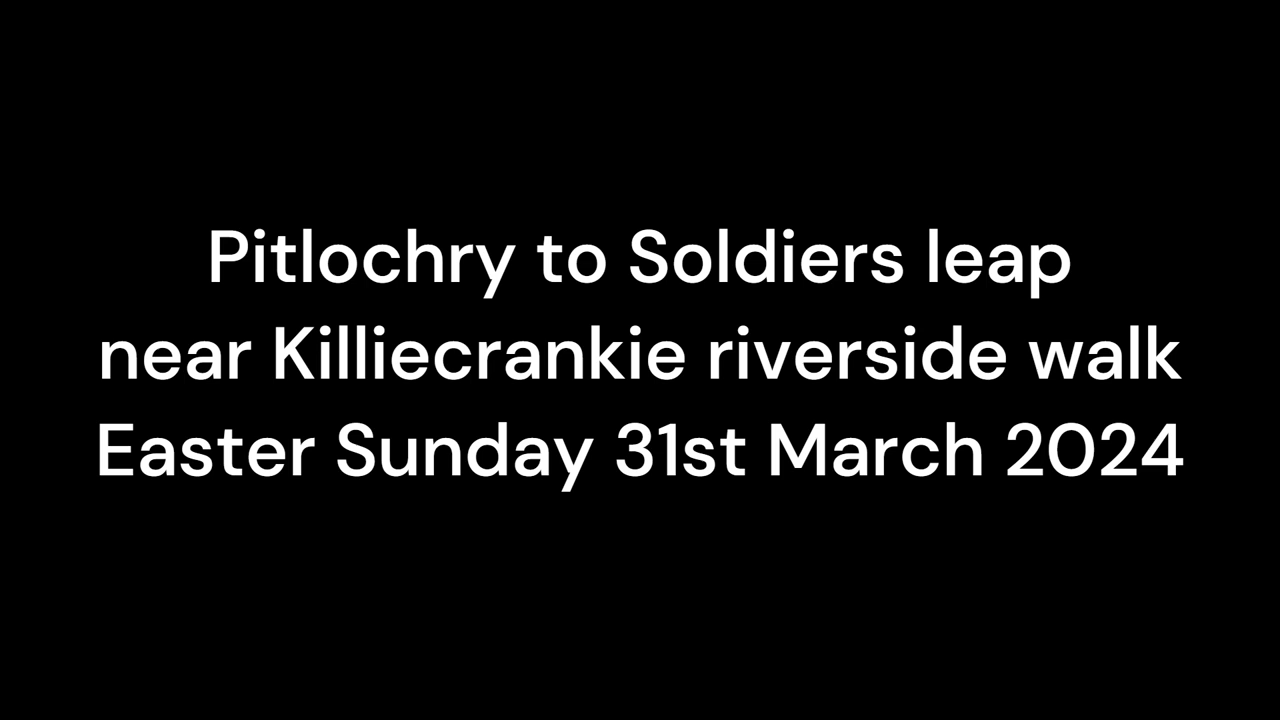 Pitlochry to Soldiers leap
near Killiecrankie riverside walk
Easter Sunday 31st March 2024